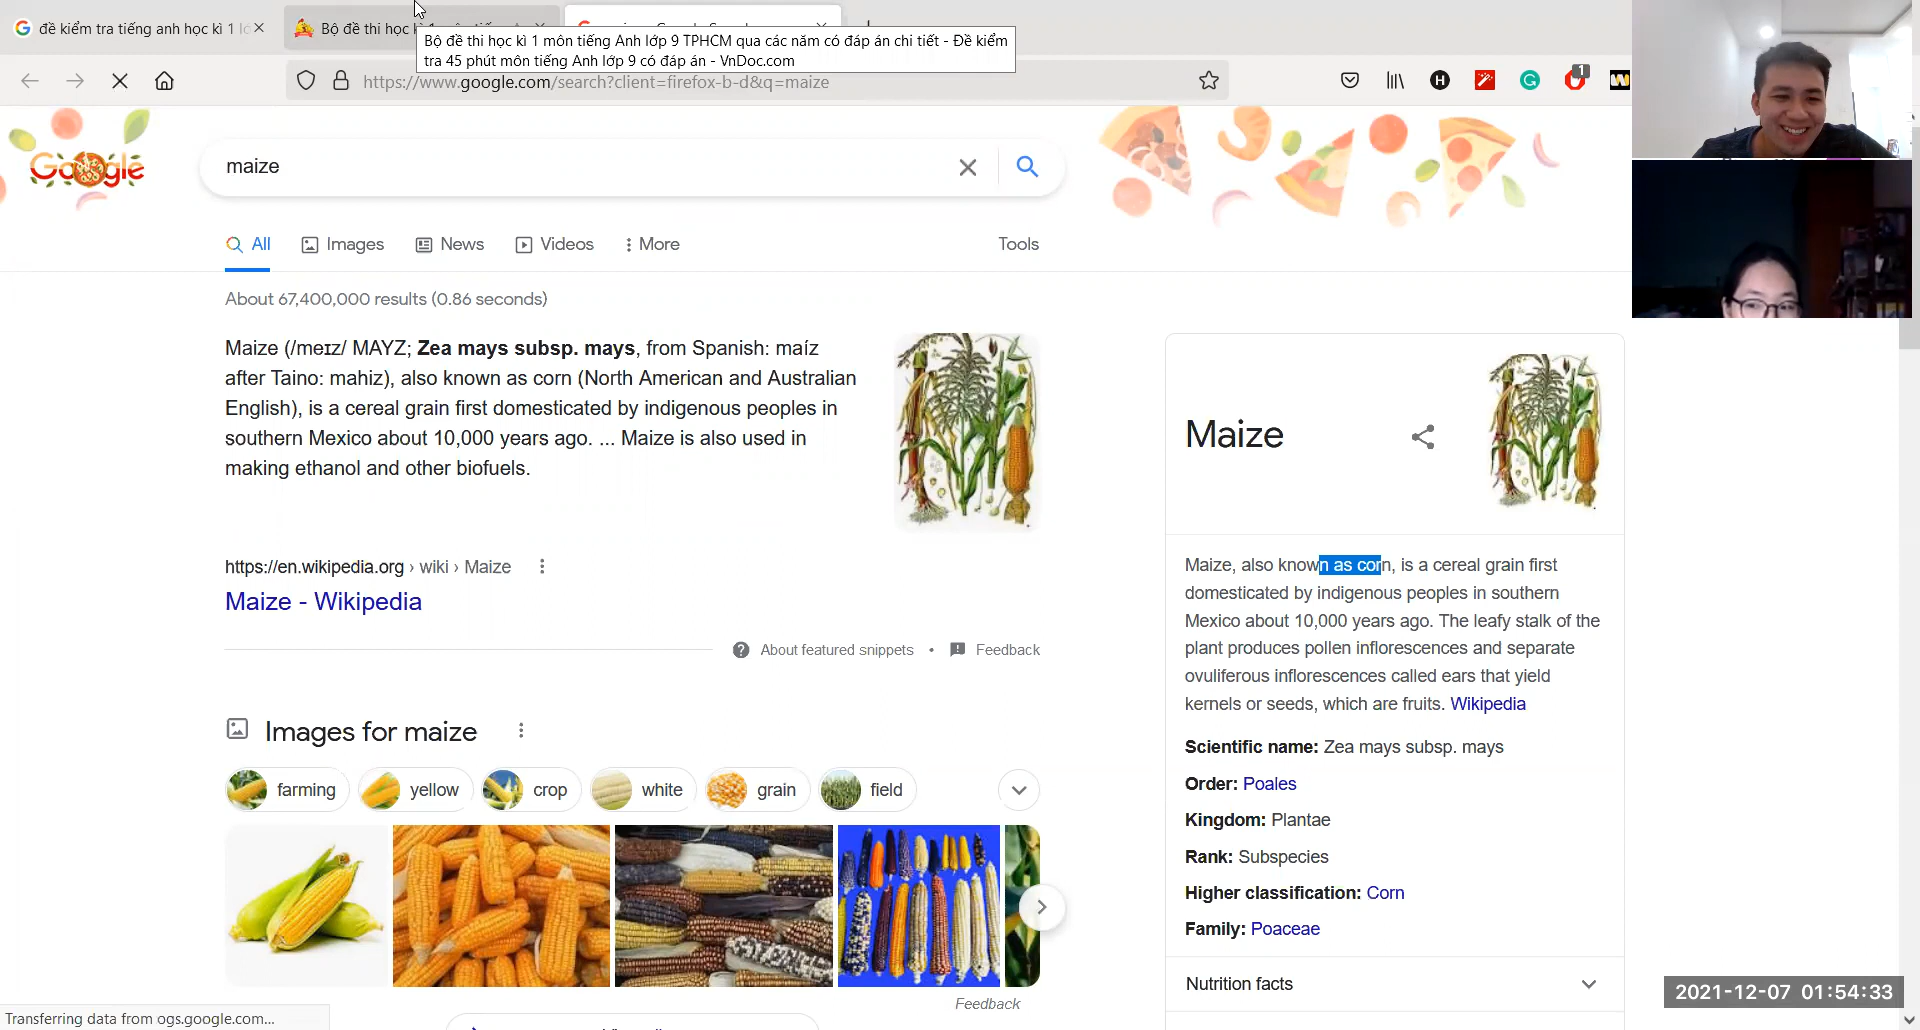 đề kiểm tra tiếng anh học kì 1 lớ
Bộ đề thi học
Bộ đề thi học kì 1 môn tiếng Anh lớp 9 TPHCM qua các năm có đáp án chi tiết - Đề kiểm
tra 45 phút môn tiếng Anh lớp 9 có đáp án - VnDoc.com
https://www.google.com/search?client=firefox-b-d&q=maize
1
Google
maize
All Images News Videos More Tools
About 67,400,000 results (0.86 seconds)
Maize (/meɪz/ MAYZ; Zea mays subsp. mays, from Spanish: maíz
after Taino: mahiz), also known as corn (North American and Australian
English), is a cereal grain first domesticated by indigenous peoples in
southern Mexico about 10,000 years ago. ... Maize is also used in
making ethanol and other biofuels.
https://en.wikipedia.org › wiki › Maize
Maize - Wikipedia
About featured snippets • Feedback
Images for maize
farming yellow crop white grain field
Feedback
Maize
Maize, also known as corn, is a cereal grain first
domesticated by indigenous peoples in southern
Mexico about 10,000 years ago. The leafy stalk of the
plant produces pollen inflorescences and separate
ovuliferous inflorescences called ears that yield
kernels or seeds, which are fruits. Wikipedia
Scientific name: Zea mays subsp. mays
Order: Poales
Kingdom: Plantae
Rank: Subspecies
Higher classification: Corn
Family: Poaceae
Nutrition facts
2021-12-07 01:54:33
Transferring data from ogs.google.com...